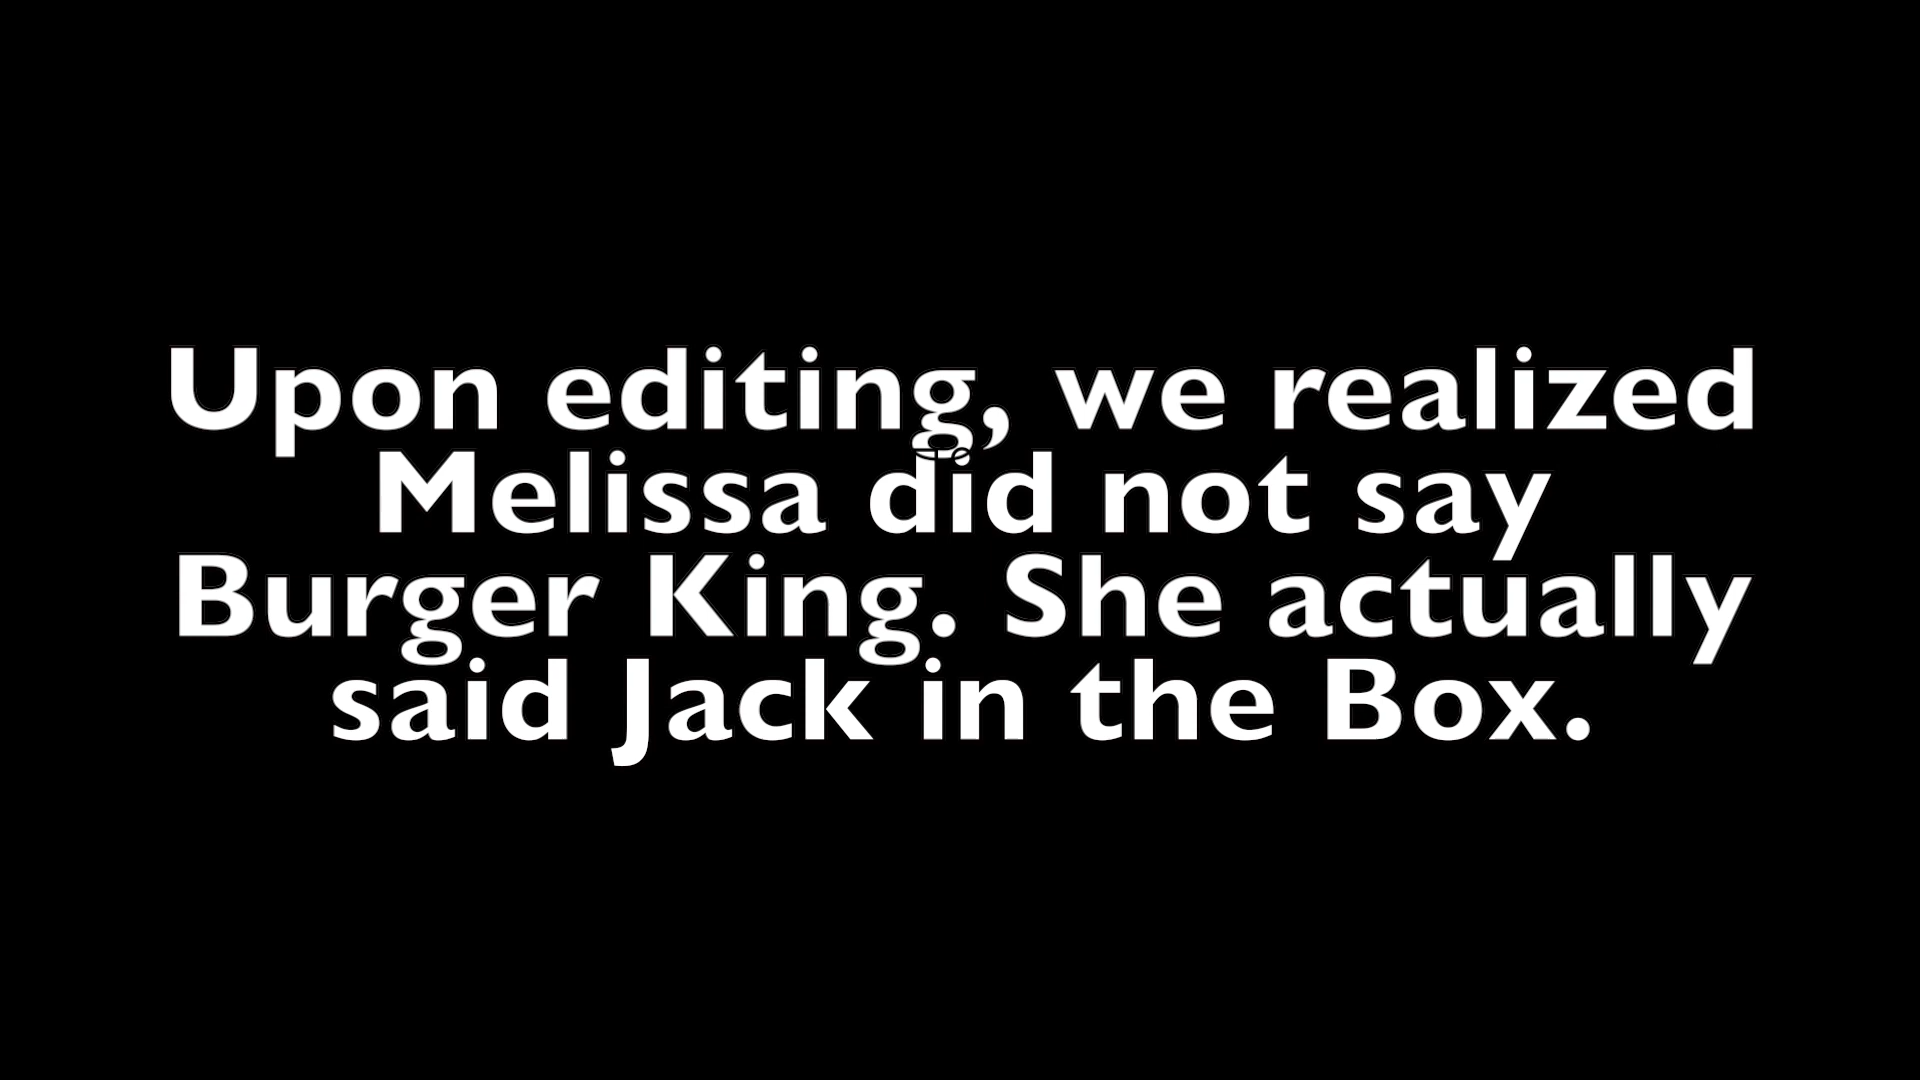 Upon editing, we realized
Melissa did not say
Burger King. She actually
said Jack in the Box.